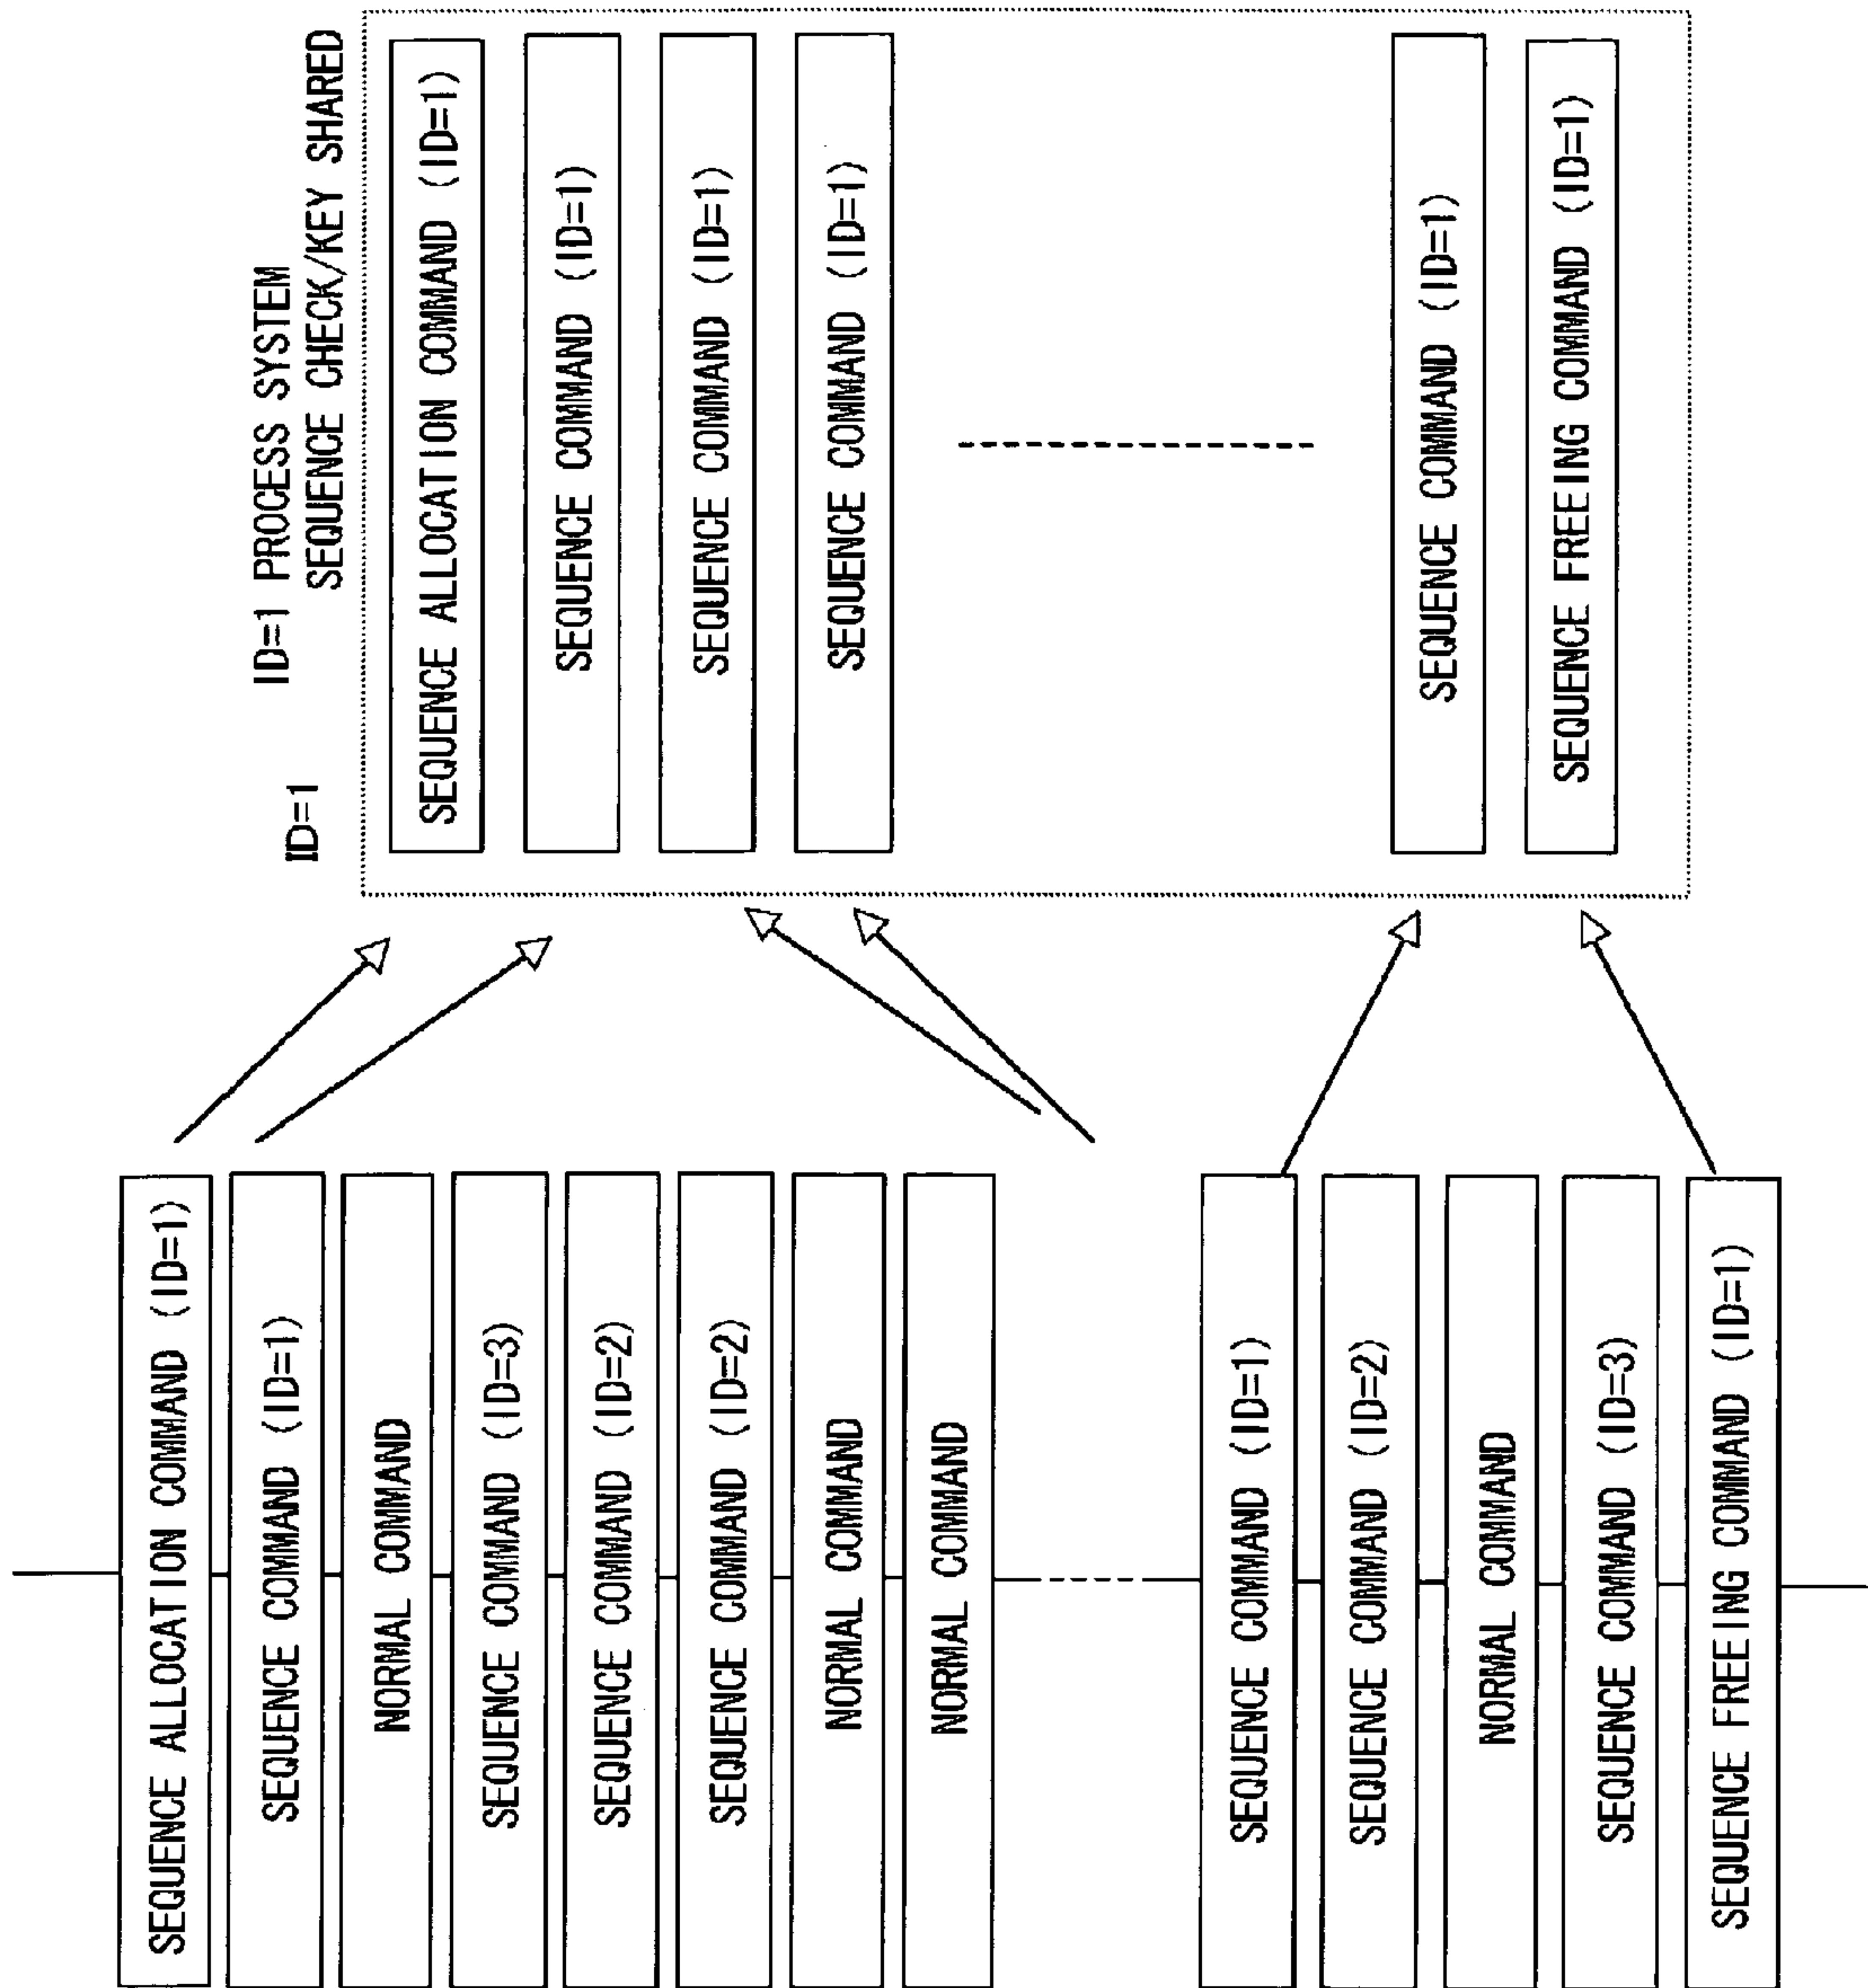 SEQUENCE ALLOCATION COMMAND (ID=1)
SEQUENCE COMMAND (ID=1)
NORMAL COMMAND
SEQUENCE COMMAND (ID=3)
SEQUENCE COMMAND (ID=2)
SEQUENCE COMMAND (ID=2)
NORMAL COMMAND
NORMAL COMMAND
SEQUENCE COMMAND (ID=1)
SEQUENCE COMMAND (ID=2)
NORMAL COMMAND
SEQUENCE COMMAND (ID=3)
SEQUENCE FREEING COMMAND (ID=1)
ID=1
ID=1 PROCESS SYSTEM
SEQUENCE CHECK/KEY SHARED
SEQUENCE ALLOCATION COMMAND (ID=1)
SEQUENCE COMMAND (ID=1)
SEQUENCE COMMAND (ID=1)
SEQUENCE COMMAND (ID=1)
SEQUENCE COMMAND (ID=1)
SEQUENCE FREEING COMMAND (ID=1)